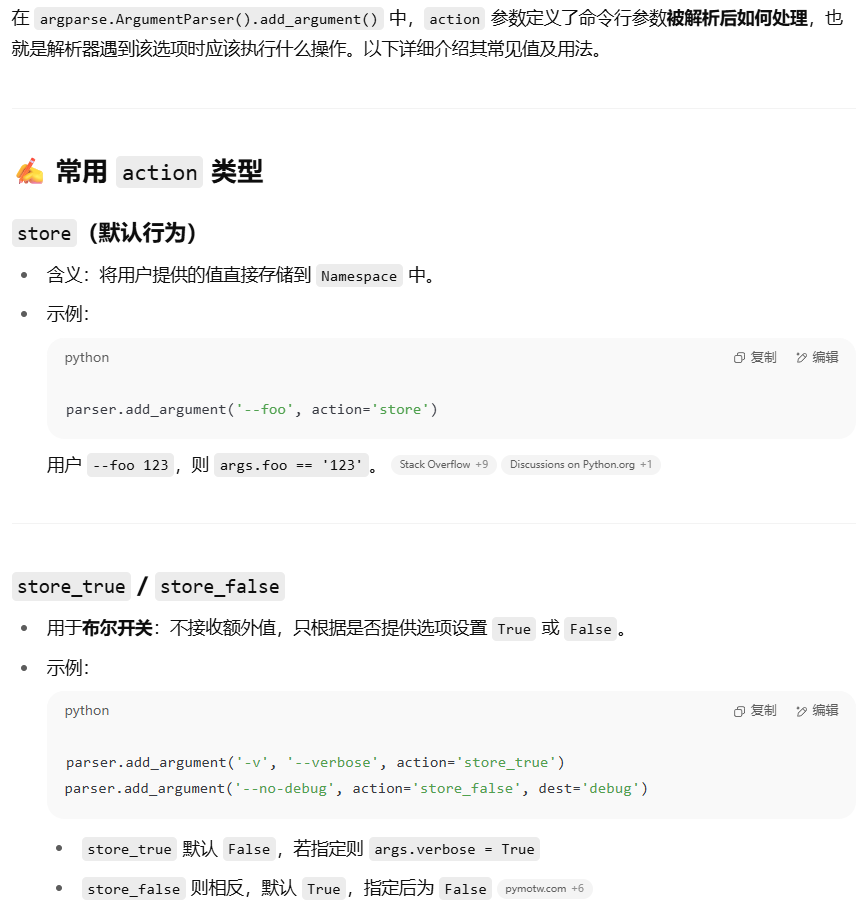 在 argparse.ArgumentParser().add_argument() 中，action 参数定义了命令行参数被解析后如何处理，也
就是解析器遇到该选项时应该执行什么操作。以下详细介绍其常见值及用法。
常用 action 类型
store（默认行为）
• 含义：将用户提供的值直接存储到 Namespace 中。
• 示例：
python 复制 编辑
parser.add_argument('--foo', action='store')
用户 --foo 123，则 args.foo == '123'。 Stack Overflow +9 Discussions on Python.org +1
store_true / store_false
• 用于布尔开关：不接收额外值，只根据是否提供选项设置 True 或 False。
• 示例：
python 复制 编辑
parser.add_argument('-v', '--verbose', action='store_true')
parser.add_argument('--no-debug', action='store_false', dest='debug')
• store_true 默认 False，若指定则 args.verbose = True
• store_false 则相反，默认 True，指定后为 False pymotw.com +6